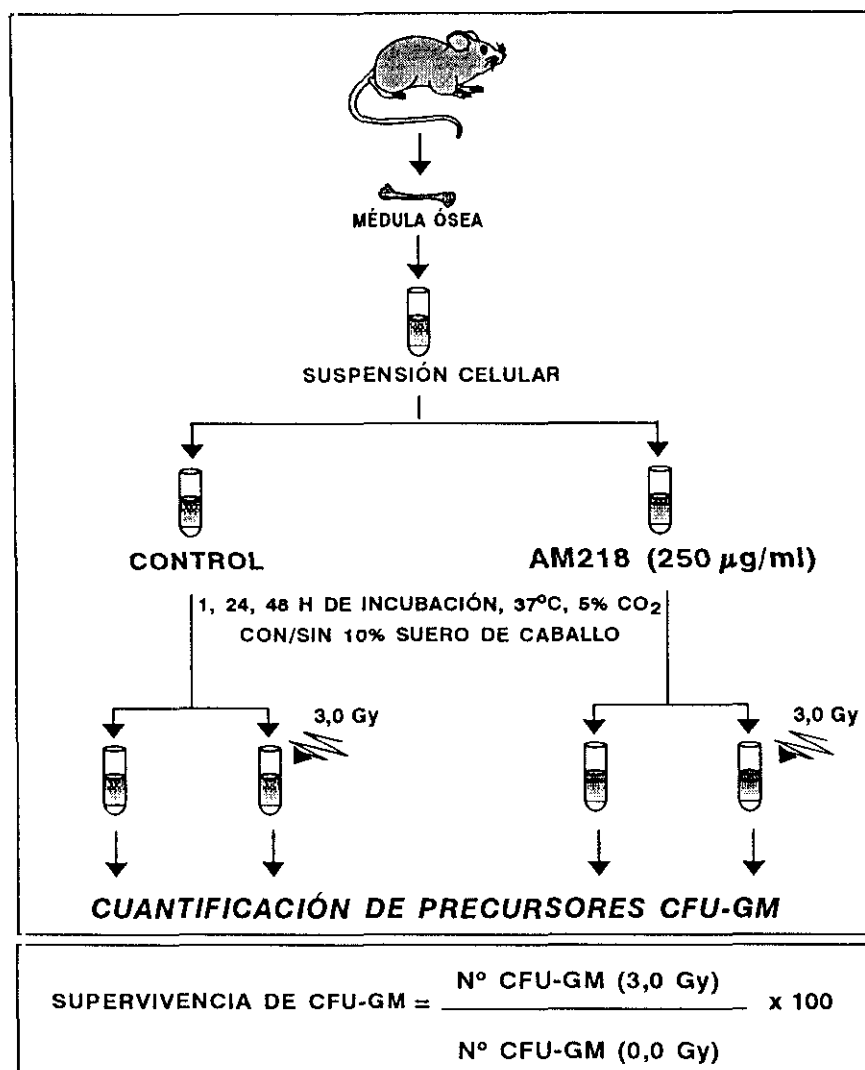 MÉDULA ÓSEA
SUSPENSIÓN CELULAR
CONTROL
AM218 (250 µg/ml)
1, 24, 48 H DE INCUBACIÓN, 37ºC, 5% CO₂
CON/SIN 10% SUERO DE CABALLO
3,0 Gy
3,0 Gy
CUANTIFICACIÓN DE PRECURSORES CFU-GM
SUPERVIVENCIA DE CFU-GM = Nº CFU-GM (3,0 Gy) x 100
Nº CFU-GM (0,0 Gy)